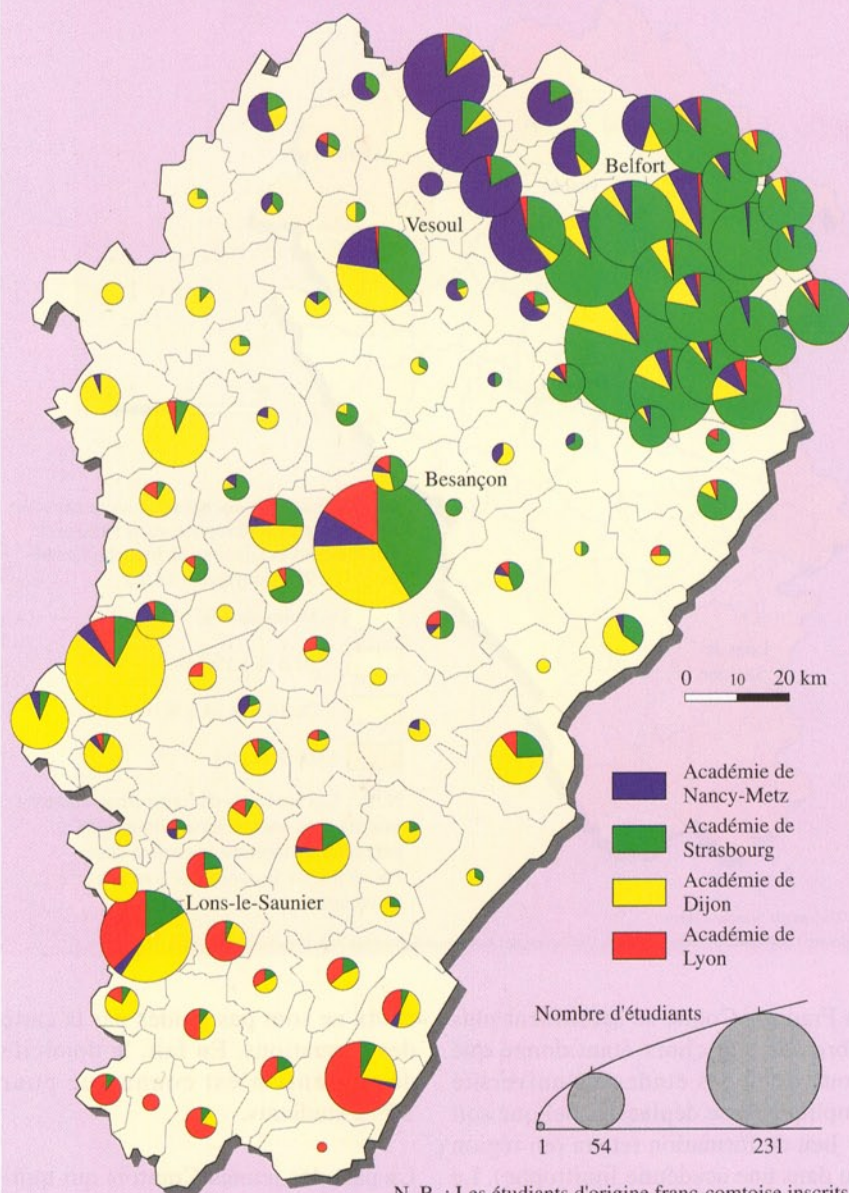 Belfort
Vesoul
Besançon
0 10 20 km
Académie de
Nancy-Metz
Académie de
Strasbourg
Académie de
Dijon
Lons-le-Saunier
Académie de
Lyon
Nombre d'étudiants
1 54 231
N. B. : Les étudiants d'origine franc-comtoise inscrits